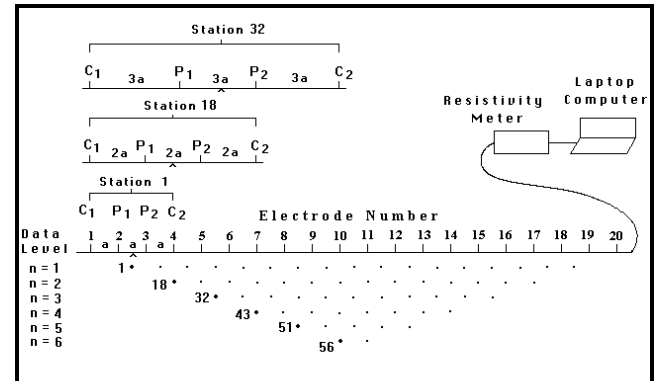 Station 32
C1 3a P1 3a P2 3a C2
Station 18
C1 2a P1 2a P2 2a C2
Station 1
C1 P1 P2 C2
Laptop
Computer
Resistivity
Meter
Electrode Number
Data
Level
1 2 3 4 5 6 7 8 9 10 11 12 13 14 15 16 17 18 19 20
a a a
n = 1 1
n = 2 18
n = 3 32
n = 4 43
n = 5 51
n = 6 56